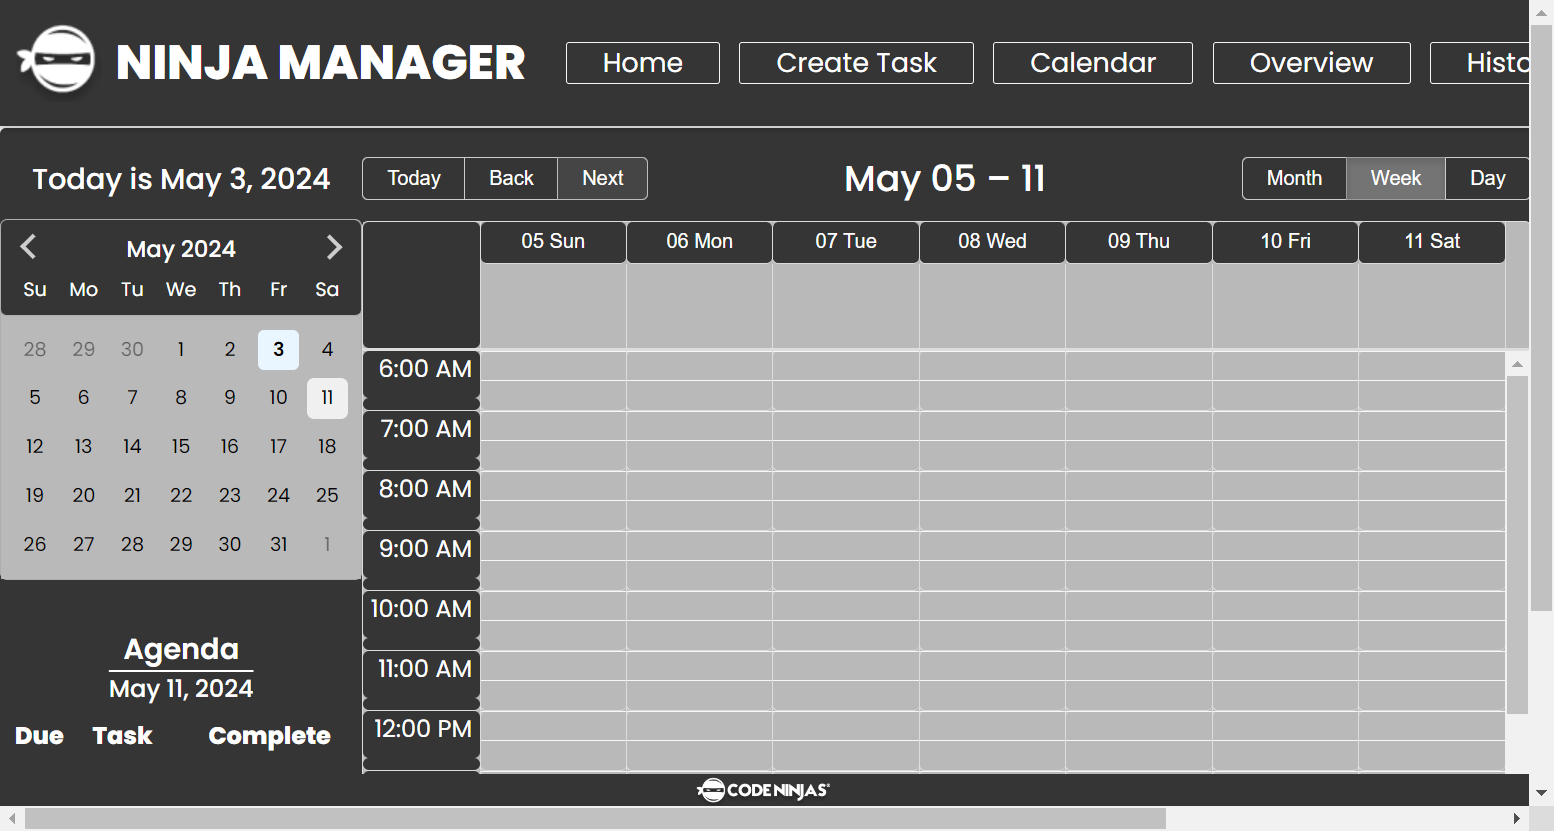 NINJA MANAGER
Home
Create Task
Calendar
Overview
Histo
Today is May 3, 2024
Today
Back
Next
May 05 – 11
Month
Week
Day
May 2024
Su Mo Tu We Th Fr Sa
28 29 30 1 2 3 4
5 6 7 8 9 10 11
12 13 14 15 16 17 18
19 20 21 22 23 24 25
26 27 28 29 30 31 1
Agenda
May 11, 2024
Due Task Complete
05 Sun
06 Mon
07 Tue
08 Wed
09 Thu
10 Fri
11 Sat
6:00 AM
7:00 AM
8:00 AM
9:00 AM
10:00 AM
11:00 AM
12:00 PM
CODE NINJAS®